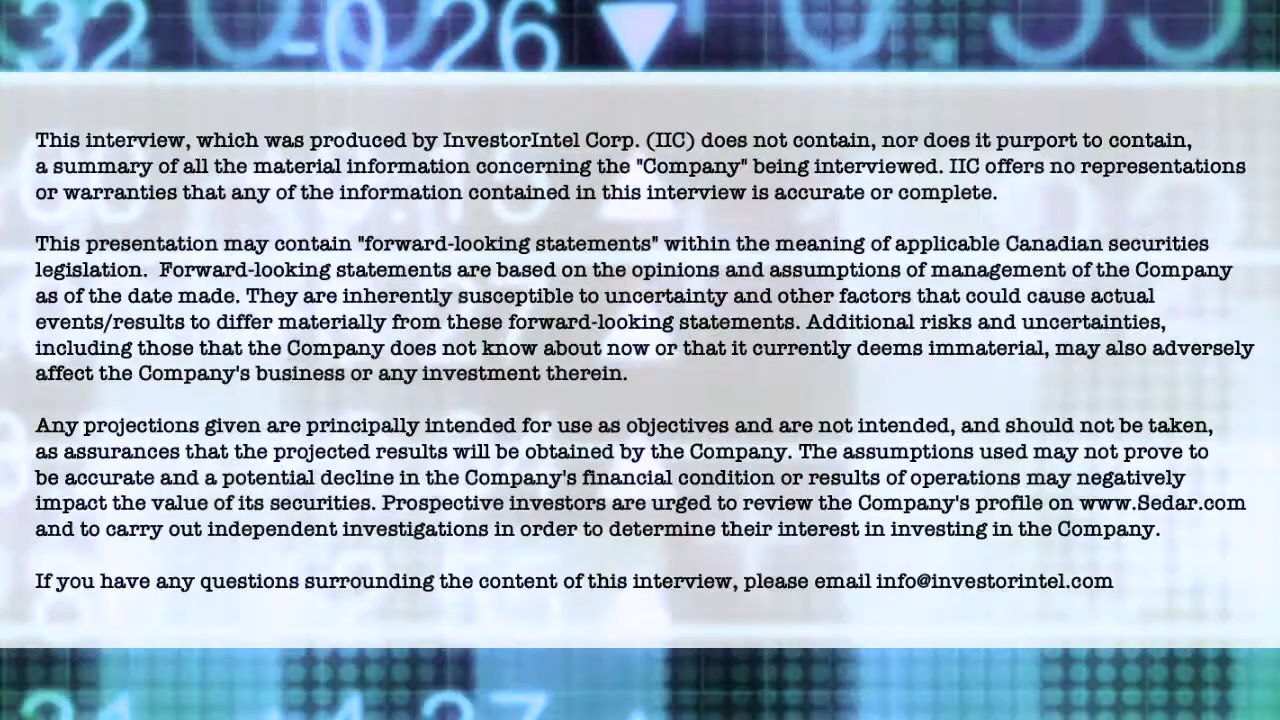 32 -0.26 ▼ 0.55
This interview, which was produced by InvestorIntel Corp. (IIC) does not contain, nor does it purport to contain,
a summary of all the material information concerning the "Company" being interviewed. IIC offers no representations
or warranties that any of the information contained in this interview is accurate or complete.
This presentation may contain "forward-looking statements" within the meaning of applicable Canadian securities
legislation.  Forward-looking statements are based on the opinions and assumptions of management of the Company
as of the date made. They are inherently susceptible to uncertainty and other factors that could cause actual
events/results to differ materially from these forward-looking statements. Additional risks and uncertainties,
including those that the Company does not know about now or that it currently deems immaterial, may also adversely
affect the Company's business or any investment therein.
Any projections given are principally intended for use as objectives and are not intended, and should not be taken,
as assurances that the projected results will be obtained by the Company. The assumptions used may not prove to
be accurate and a potential decline in the Company's financial condition or results of operations may negatively
impact the value of its securities. Prospective investors are urged to review the Company's profile on www.Sedar.com
and to carry out independent investigations in order to determine their interest in investing in the Company.
If you have any questions surrounding the content of this interview, please email info@investorintel.com